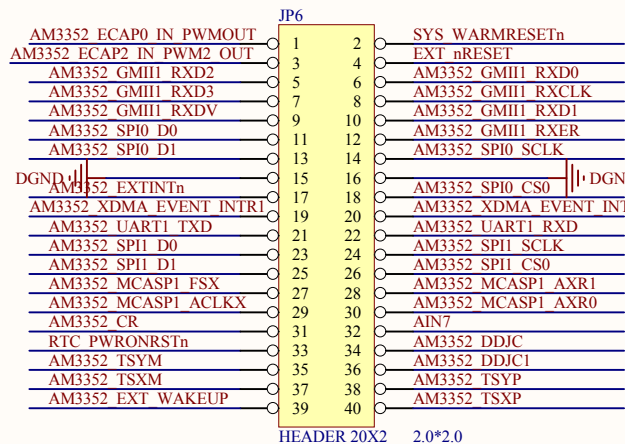 JP6
AM3352_ECAP0_IN_PWMOUT 1 2 SYS_WARMRESETn
AM3352_ECAP2_IN_PWM2_OUT 3 4 EXT_nRESET
AM3352_GMII1_RXD2 5 6 AM3352_GMII1_RXD0
AM3352_GMII1_RXD3 7 8 AM3352_GMII1_RXCLK
AM3352_GMII1_RXDV 9 10 AM3352_GMII1_RXD1
AM3352_SPI0_D0 11 12 AM3352_GMII1_RXER
AM3352_SPI0_D1 13 14 AM3352_SPI0_SCLK
DGND 15 16 DGN
AM3352_EXTINTn 17 18 AM3352_SPI0_CS0
AM3352_XDMA_EVENT_INTR1 19 20 AM3352_XDMA_EVENT_INT
AM3352_UART1_TXD 21 22 AM3352_UART1_RXD
AM3352_SPI1_D0 23 24 AM3352_SPI1_SCLK
AM3352_SPI1_D1 25 26 AM3352_SPI1_CS0
AM3352_MCASP1_FSX 27 28 AM3352_MCASP1_AXR1
AM3352_MCASP1_ACLKX 29 30 AM3352_MCASP1_AXR0
AM3352_CR 31 32 AIN7
RTC_PWRONRSTn 33 34 AM3352_DDJC
AM3352_TSYM 35 36 AM3352_DDJC1
AM3352_TSXM 37 38 AM3352_TSYP
AM3352_EXT_WAKEUP 39 40 AM3352_TSXP
HEADER 20X2 2.0*2.0